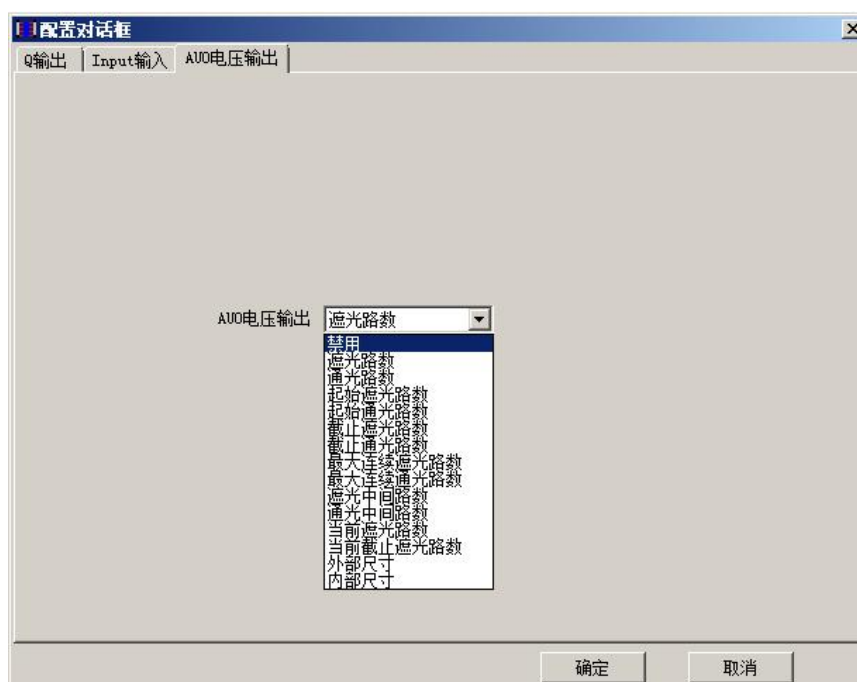 配置对话框
Q输出 Input输入 AUO电压输出
AUO电压输出 遮光路数
禁用
遮光路数
通光路数
起始遮光路数
起始通光路数
截止遮光路数
截止通光路数
最大连续遮光路数
最大连续通光路数
遮光中间路数
通光中间路数
当前遮光路数
当前截止遮光路数
外部尺寸
内部尺寸
确定 取消